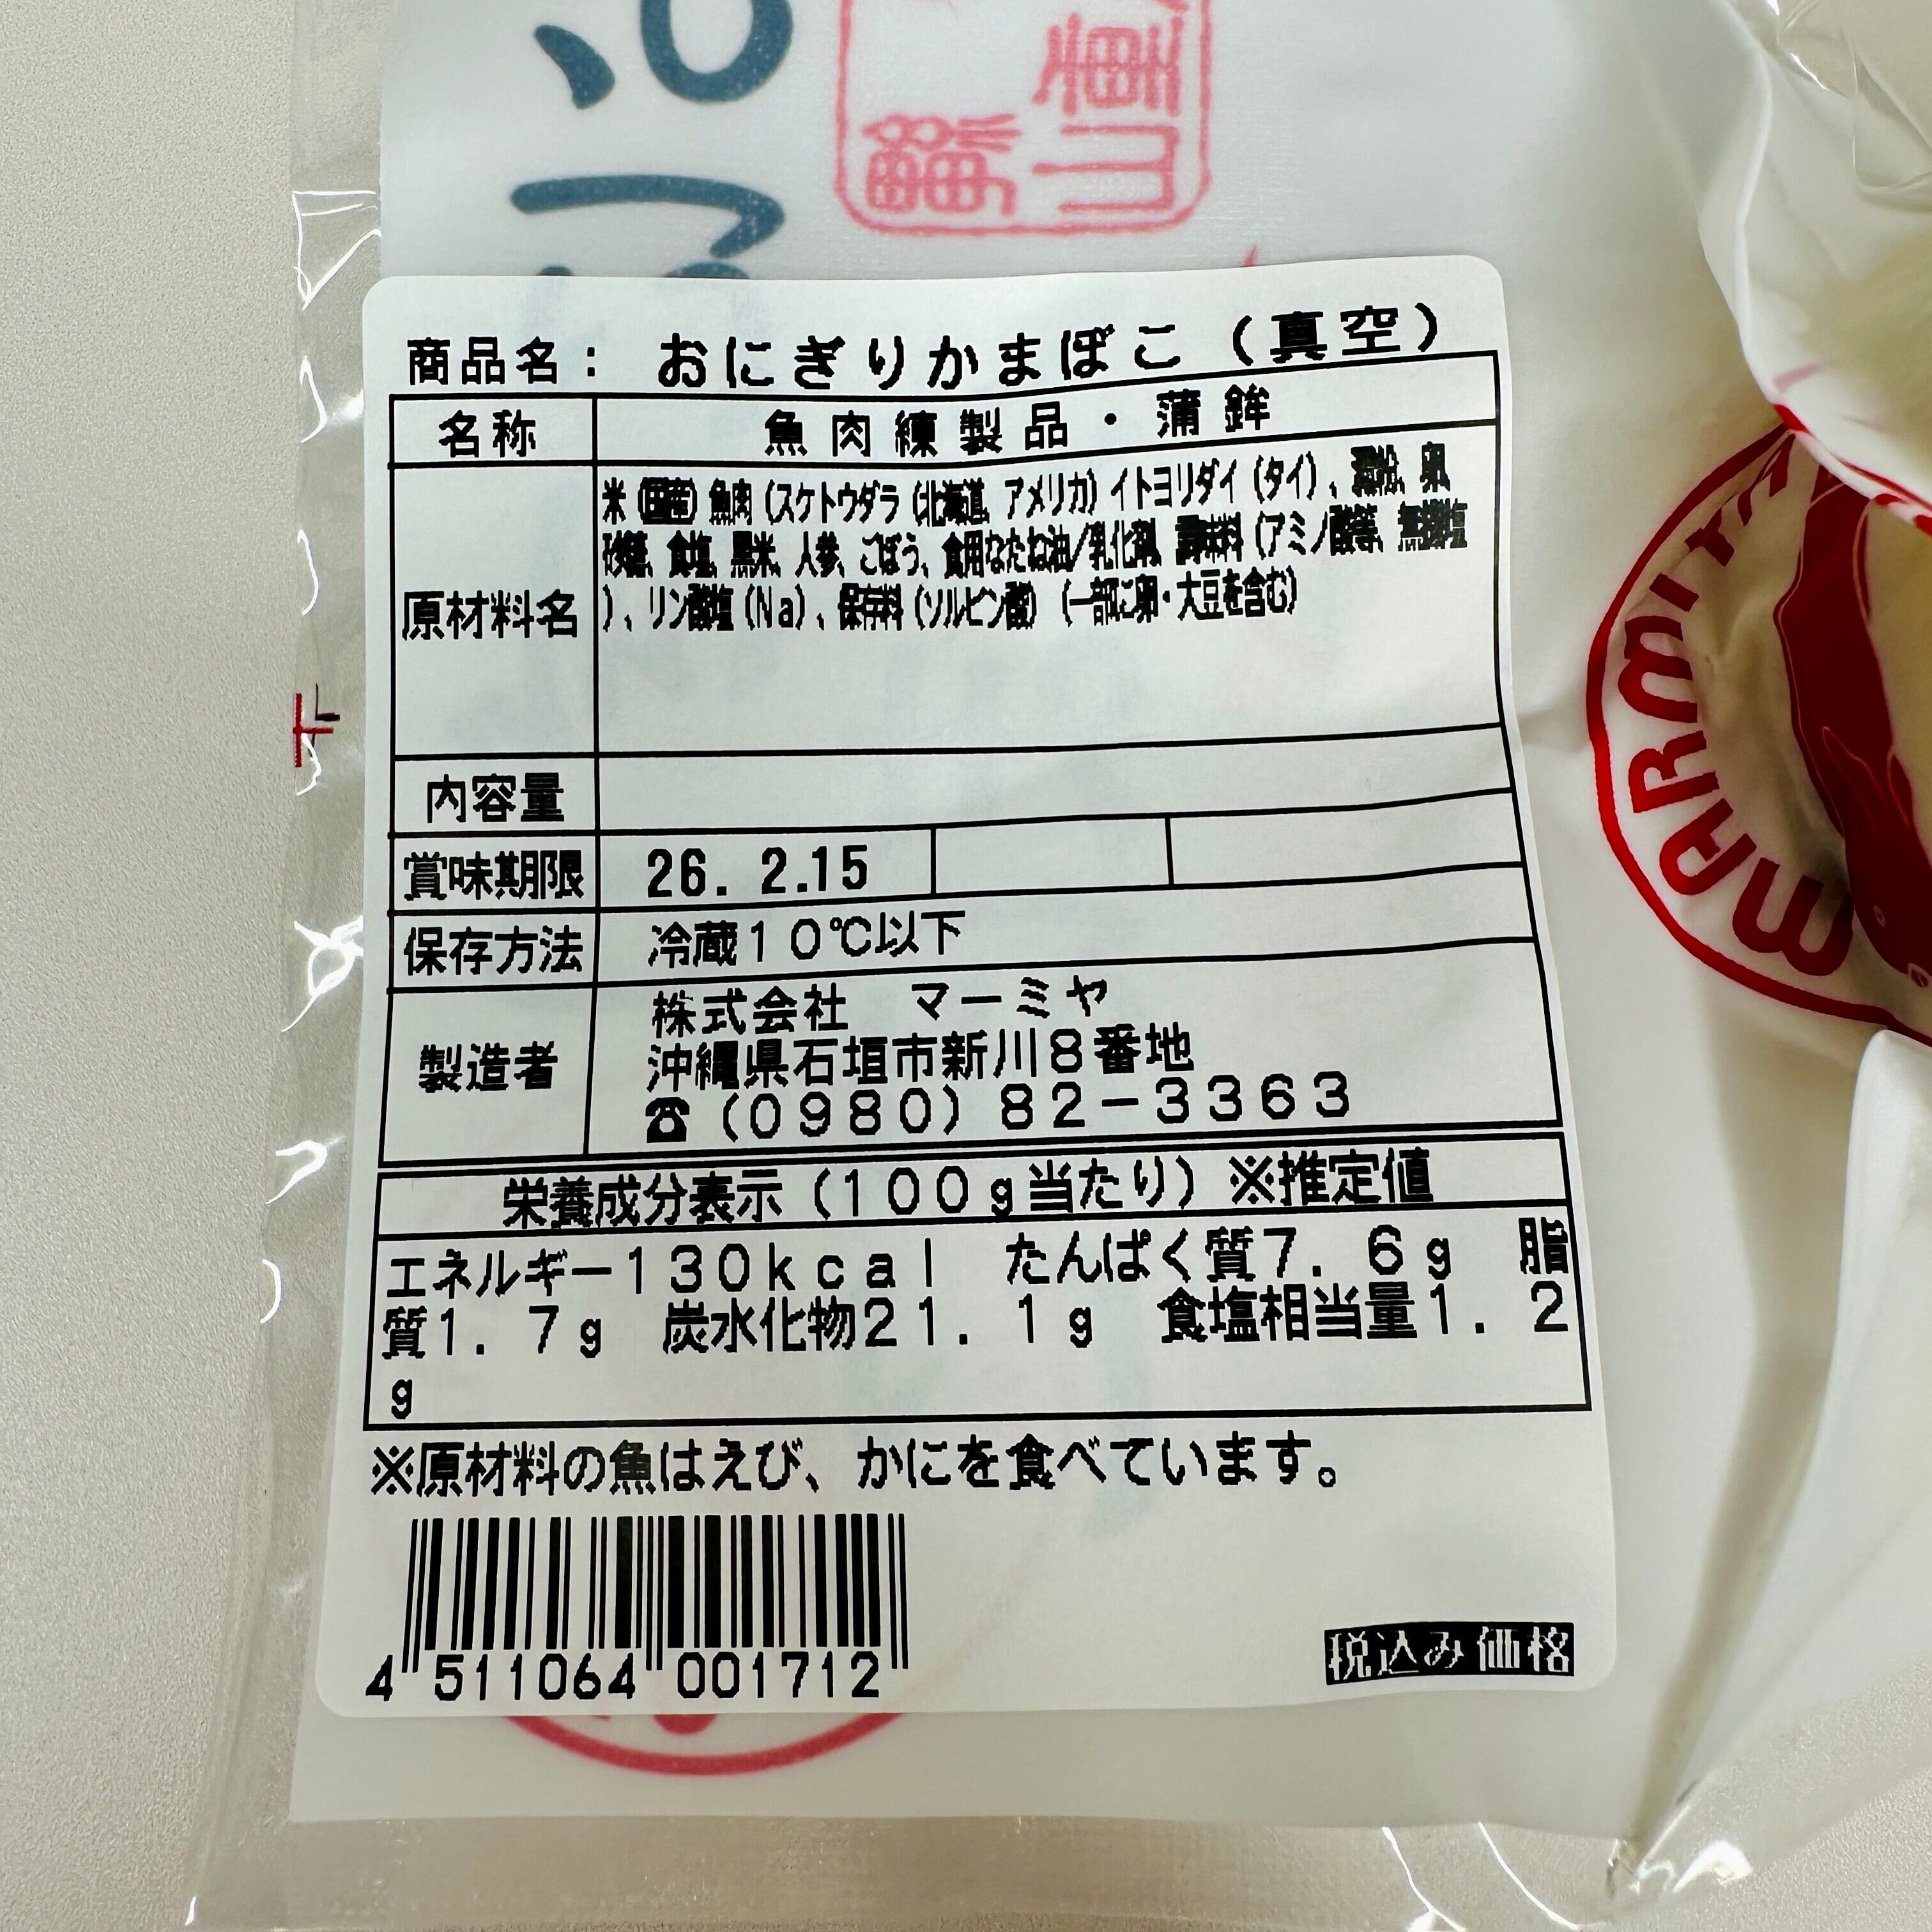 商品名: おにぎりかまぼこ（真空）
名称 魚肉練製品・蒲鉾
原材料名
米（国産）魚肉（スケトウダラ（北海道、アメリカ）イトヨリダイ（タイ）、澱粉、卵、
砂糖、食塩、黒米、人参、ごぼう、食用なたね油／乳化剤、調味料（アミノ酸等、無機塩
）、リン酸塩（Na）、保存料（ソルビン酸）（一部に卵・大豆を含む）
内容量
賞味期限 26. 2.15
保存方法 冷蔵１０℃以下
製造者
株式会社 マーミヤ
沖縄県石垣市新川８番地
☎（０９８０）８２－３３６３
栄養成分表示（１００ｇ当たり）※推定値
エネルギー１３０ｋｃａｌ たんぱく質７．６ｇ 脂
質１．７ｇ 炭水化物２１．１ｇ 食塩相当量１．２
ｇ
※原材料の魚はえび、かにを食べています。
4 511064 001712
税込み価格